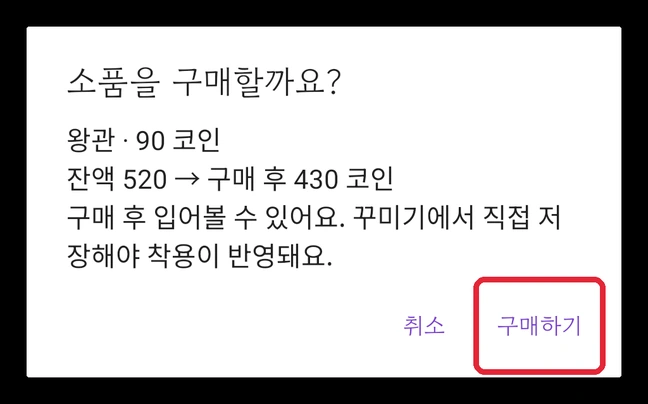 소품을 구매할까요?
왕관 · 90 코인
잔액 520 → 구매 후 430 코인
구매 후 입어볼 수 있어요. 꾸미기에서 직접 저
장해야 착용이 반영돼요.
취소 구매하기